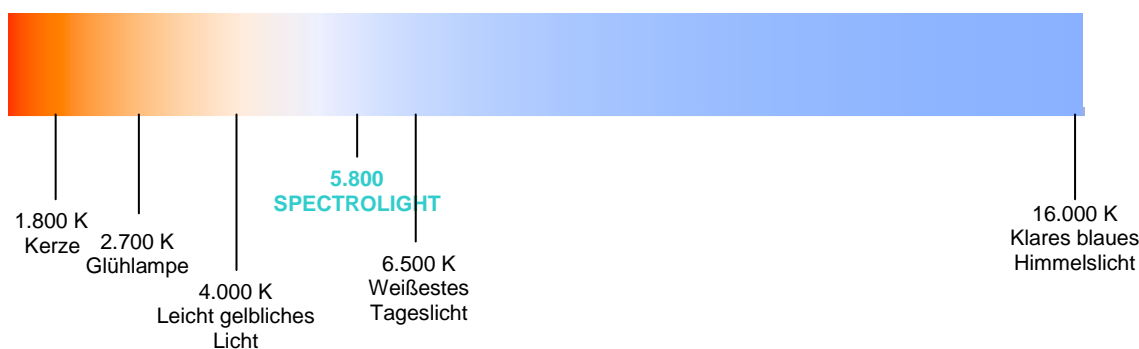 1.800 K
Kerze
2.700 K
Glühlampe
4.000 K
Leicht gelbliches
Licht
5.800
SPECTROLIGHT
6.500 K
Weißestes
Tageslicht
16.000 K
Klares blaues
Himmelslicht